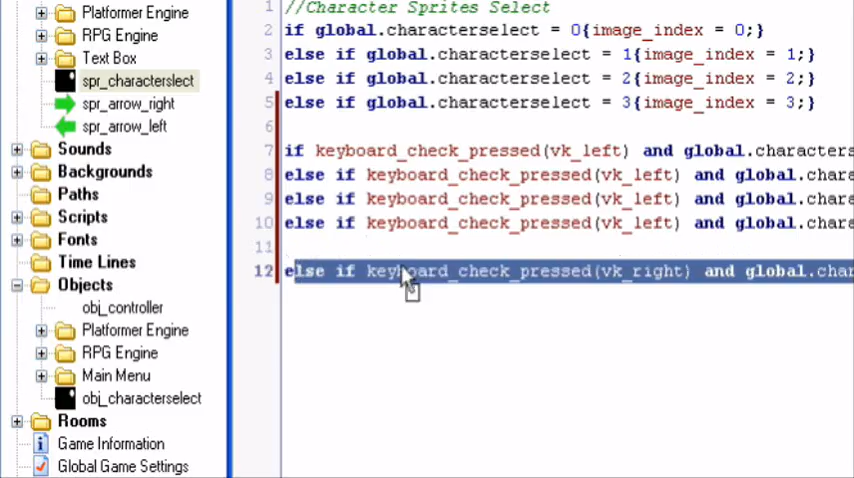 Platformer Engine
RPG Engine
Text Box
spr_characterslect
spr_arrow_right
spr_arrow_left
Sounds
Backgrounds
Paths
Scripts
Fonts
Time Lines
Objects
obj_controller
Platformer Engine
RPG Engine
Main Menu
obj_characterselect
Rooms
Game Information
Global Game Settings
1 //Character Sprites Select
2 if global.characterselect = 0{image_index = 0;}
3 else if global.characterselect = 1{image_index = 1;}
4 else if global.characterselect = 2{image_index = 2;}
5 else if global.characterselect = 3{image_index = 3;}
6
7 if keyboard_check_pressed(vk_left) and global.characters
8 else if keyboard_check_pressed(vk_left) and global.chara
9 else if keyboard_check_pressed(vk_left) and global.chara
10 else if keyboard_check_pressed(vk_left) and global.chara
11
12 else if keyboard_check_pressed(vk_right) and global.char